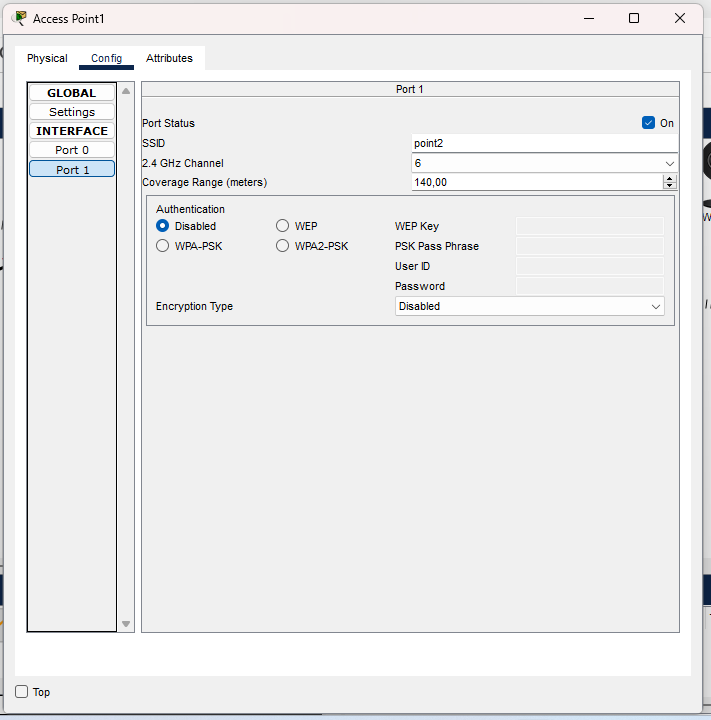 Access Point1
Physical Config Attributes
GLOBAL
Settings
INTERFACE
Port 0
Port 1
Port 1
Port Status On
SSID point2
2.4 GHz Channel 6
Coverage Range (meters) 140,00
Authentication
Disabled WEP WEP Key
WPA-PSK WPA2-PSK PSK Pass Phrase
User ID
Password
Encryption Type Disabled
Top